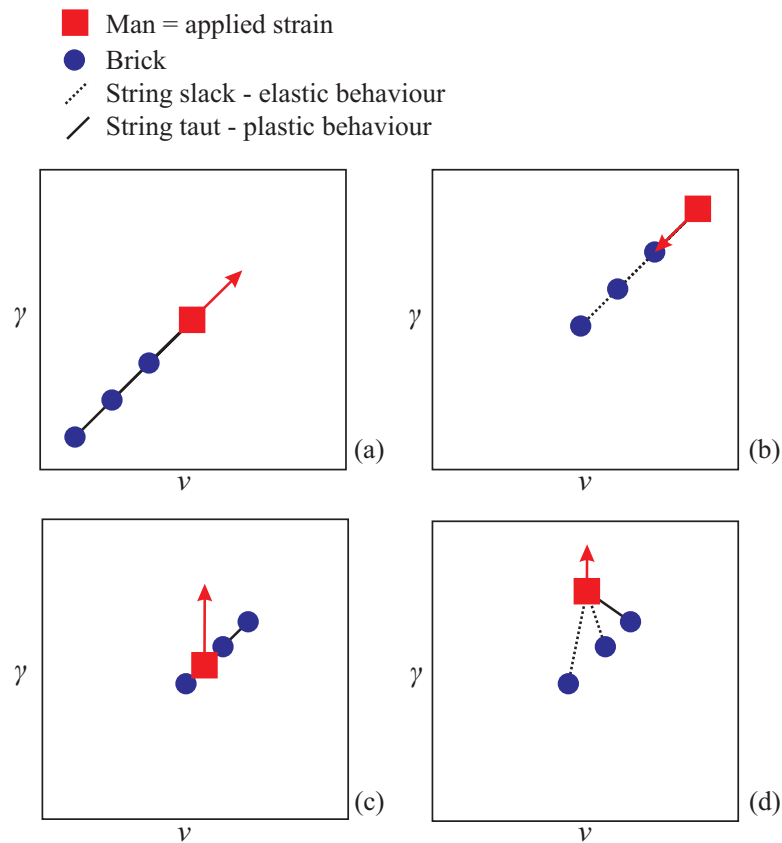 Man = applied strain
Brick
String slack - elastic behaviour
String taut - plastic behaviour
γ
v
(a)
γ
v
(b)
γ
v
(c)
γ
v
(d)